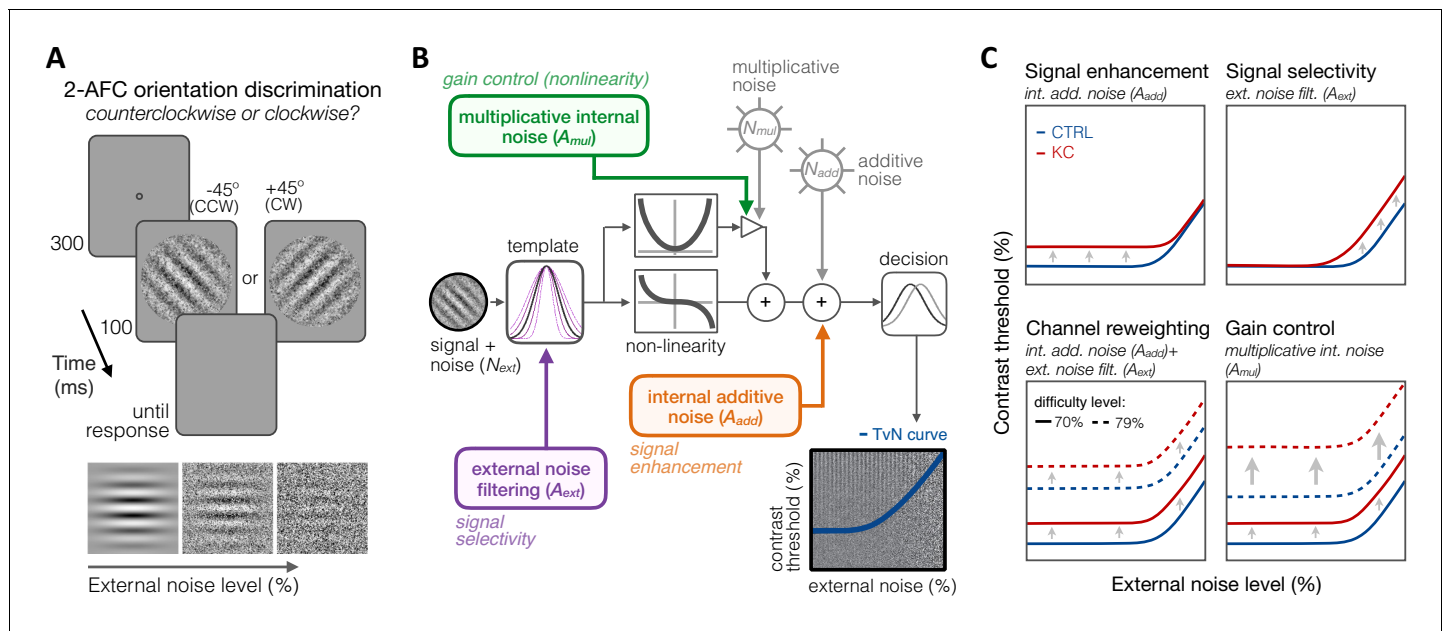 A
2-AFC orientation discrimination
counterclockwise or clockwise?
-45º
(CCW)
+45º
(CW)
300
or
100
Time
(ms)
until
response
External noise level (%)
B
gain control (nonlinearity)
multiplicative internal
noise (Amul)
multiplicative
noise
Nmul
Nadd
additive
noise
template
decision
+
+
signal +
noise (Next)
non-linearity
internal additive
noise (Aadd)
signal
enhancement
external noise
filtering (Aext)
signal
selectivity
TvN curve
contrast
threshold (%)
external noise (%)
C
Signal enhancement
int. add. noise (Aadd)
CTRL
KC
Signal selectivity
ext. noise filt. (Aext)
Contrast threshold (%)
Channel reweighting
int. add. noise (Aadd)+
ext. noise filt. (Aext)
difficulty level:
70% 79%
Gain control
multiplicative int. noise
(Amul)
External noise level (%)